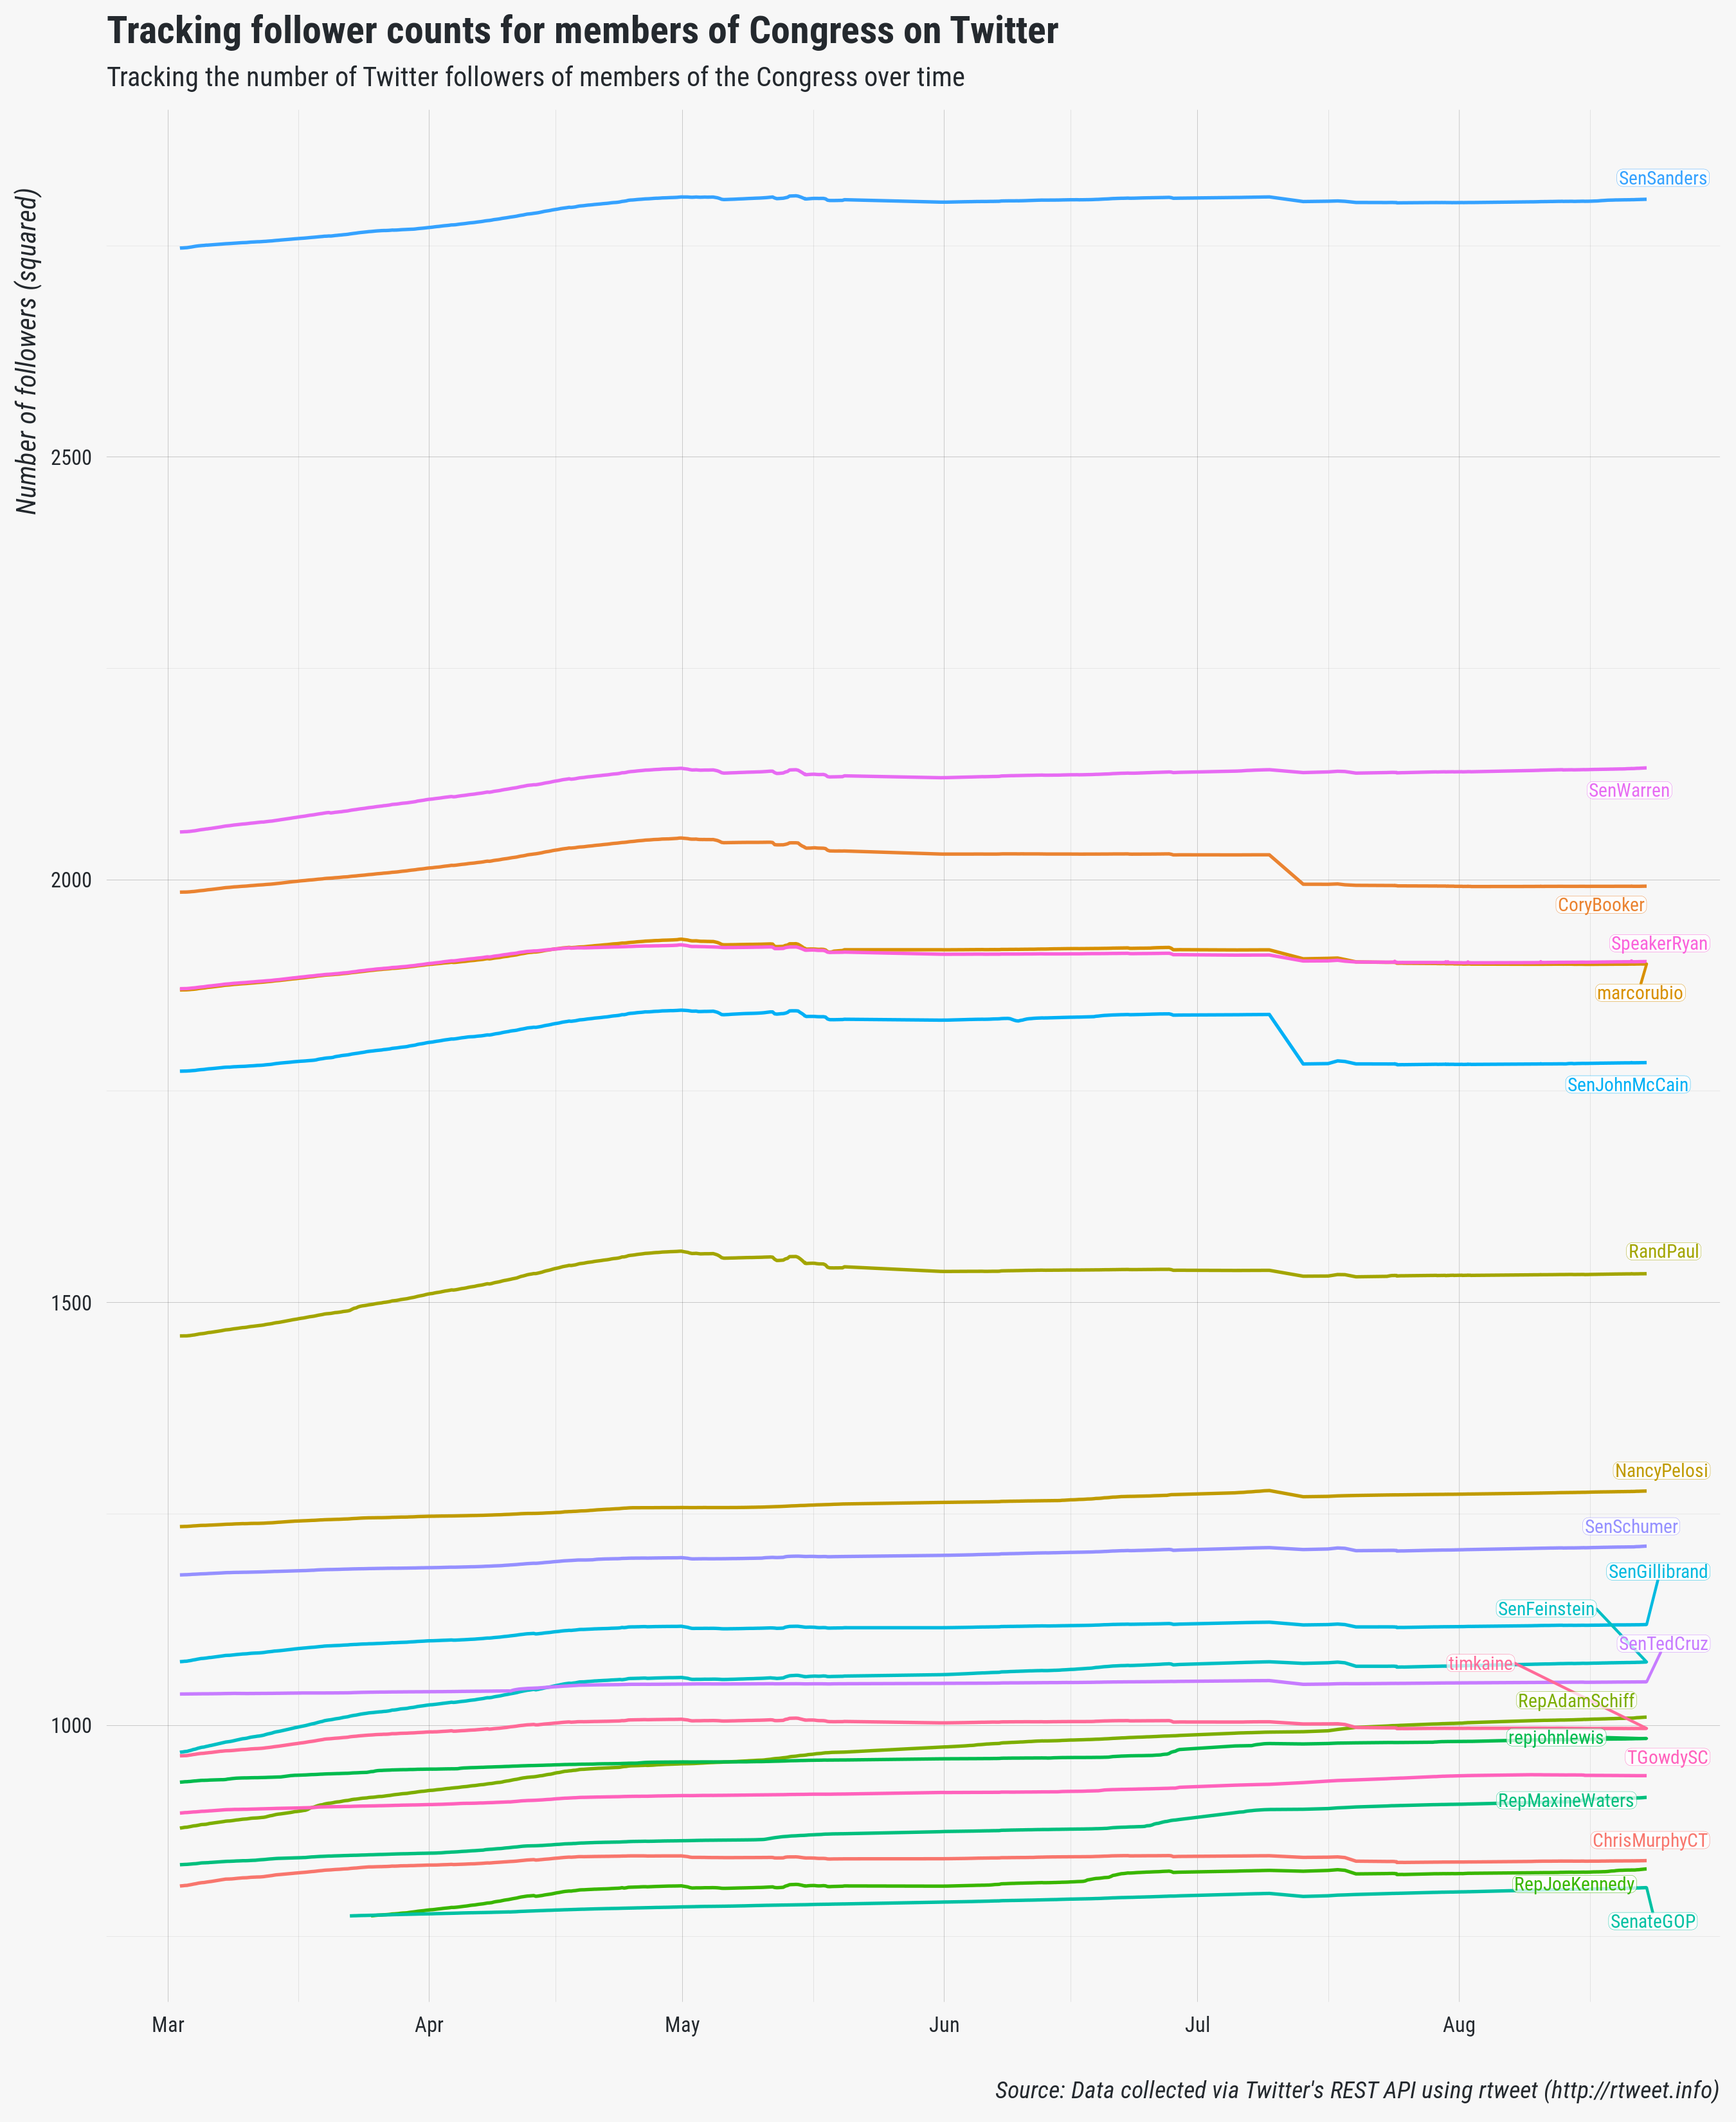 Tracking follower counts for members of Congress on Twitter
Tracking the number of Twitter followers of members of the Congress over time
Number of followers (squared)
SenSanders
2500
SenWarren
2000
CoryBooker
SpeakerRyan
marcorubio
SenJohnMcCain
RandPaul
1500
NancyPelosi
SenSchumer
SenGillibrand
SenFeinstein
SenTedCruz
timkaine
RepAdamSchiff
1000
repjohnlewis
TGowdySC
RepMaxineWaters
ChrisMurphyCT
RepJoeKennedy
SenateGOP
Mar Apr May Jun Jul Aug
Source: Data collected via Twitter's REST API using rtweet (http://rtweet.info)